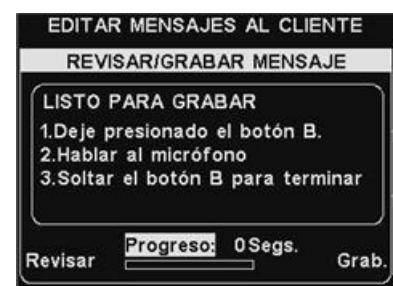 EDITAR MENSAJES AL CLIENTE
REVISAR/GRABAR MENSAJE
LISTO PARA GRABAR
1.Deje presionado el botón B.
2.Hablar al micrófono
3.Soltar el botón B para terminar
Progreso: 0Segs.
Revisar Grab.